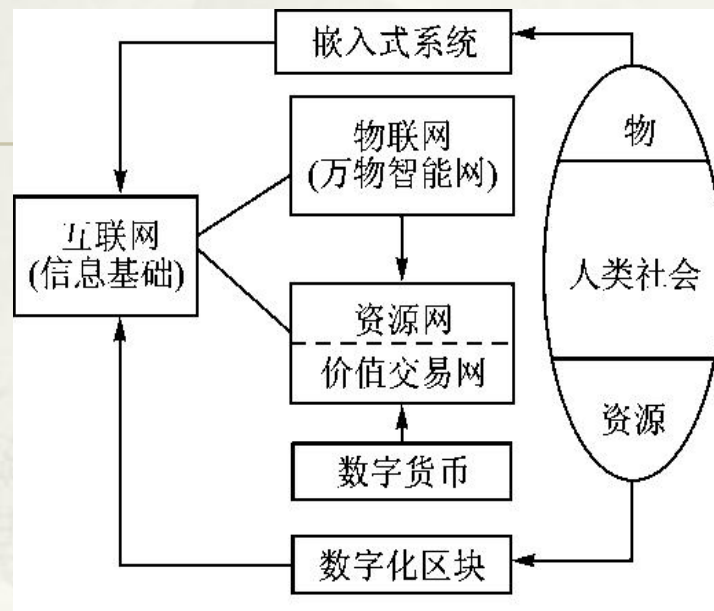 嵌入式系统
物联网
(万物智能网)
物
互联网
(信息基础)
人类社会
资源网
价值交易网
资源
数字货币
数字化区块